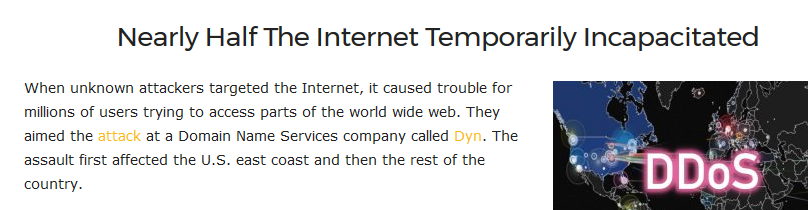 Nearly Half The Internet Temporarily Incapacitated
When unknown attackers targeted the Internet, it caused trouble for
millions of users trying to access parts of the world wide web. They
aimed the attack at a Domain Name Services company called Dyn. The
assault first affected the U.S. east coast and then the rest of the
country.
DDoS